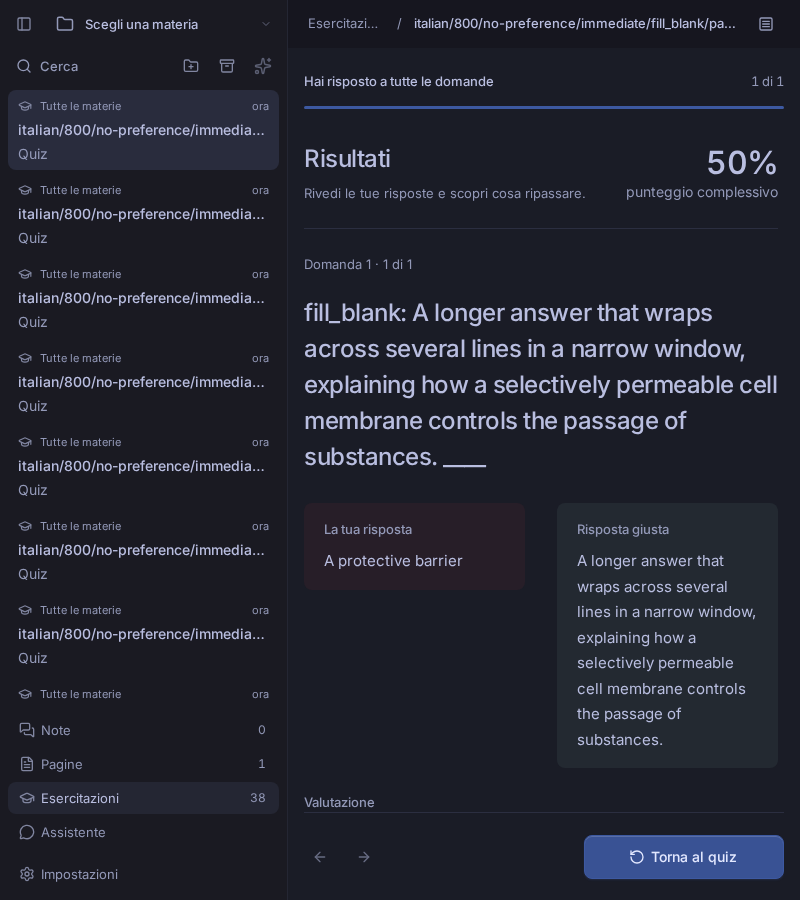 Scegli una materia
Cerca
Tutte le materie ora
italian/800/no-preference/immedia...
Quiz
Tutte le materie ora
italian/800/no-preference/immedia...
Quiz
Tutte le materie ora
italian/800/no-preference/immedia...
Quiz
Tutte le materie ora
italian/800/no-preference/immedia...
Quiz
Tutte le materie ora
italian/800/no-preference/immedia...
Quiz
Tutte le materie ora
italian/800/no-preference/immedia...
Quiz
Tutte le materie ora
italian/800/no-preference/immedia...
Quiz
Tutte le materie ora
Note 0
Pagine 1
Esercitazioni 38
Assistente
Impostazioni
Esercitazi... / italian/800/no-preference/immediate/fill_blank/pa...
Hai risposto a tutte le domande 1 di 1
Risultati 50%
Rivedi le tue risposte e scopri cosa ripassare. punteggio complessivo
Domanda 1 · 1 di 1
fill_blank: A longer answer that wraps
across several lines in a narrow window,
explaining how a selectively permeable cell
membrane controls the passage of
substances. ____
La tua risposta
A protective barrier
Risposta giusta
A longer answer that
wraps across several
lines in a narrow window,
explaining how a
selectively permeable
cell membrane controls
the passage of
substances.
Valutazione
Torna al quiz